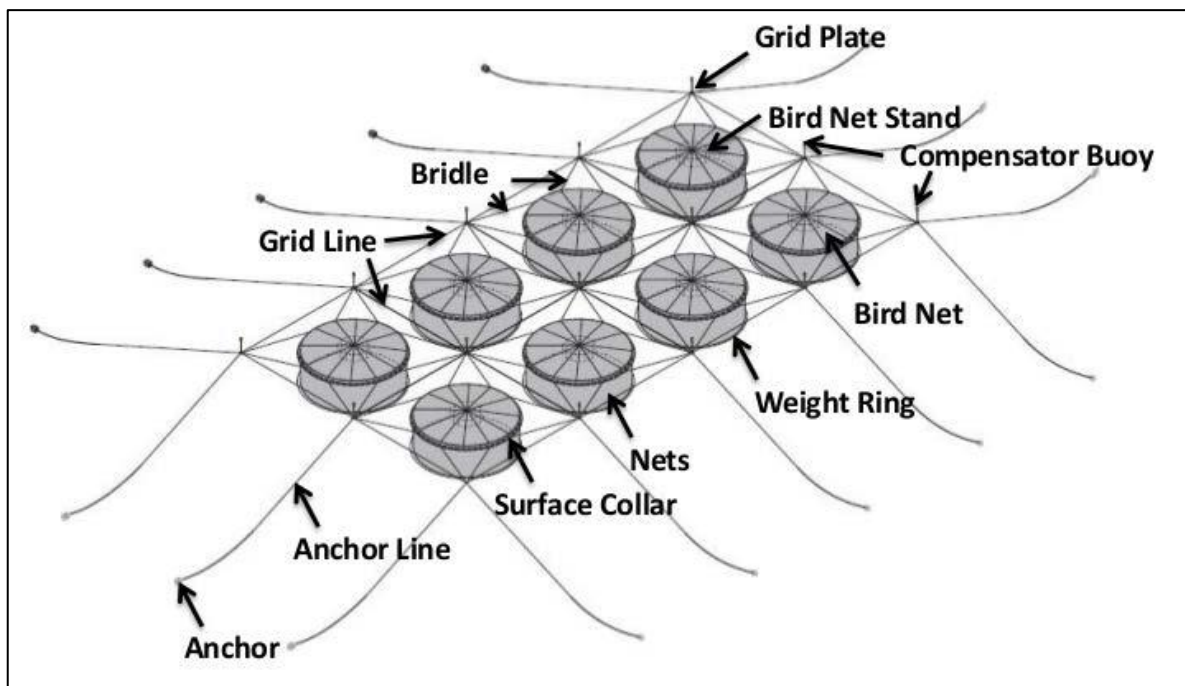 Grid Plate
Bird Net Stand
Compensator Buoy
Bridle
Grid Line
Bird Net
Weight Ring
Nets
Surface Collar
Anchor Line
Anchor